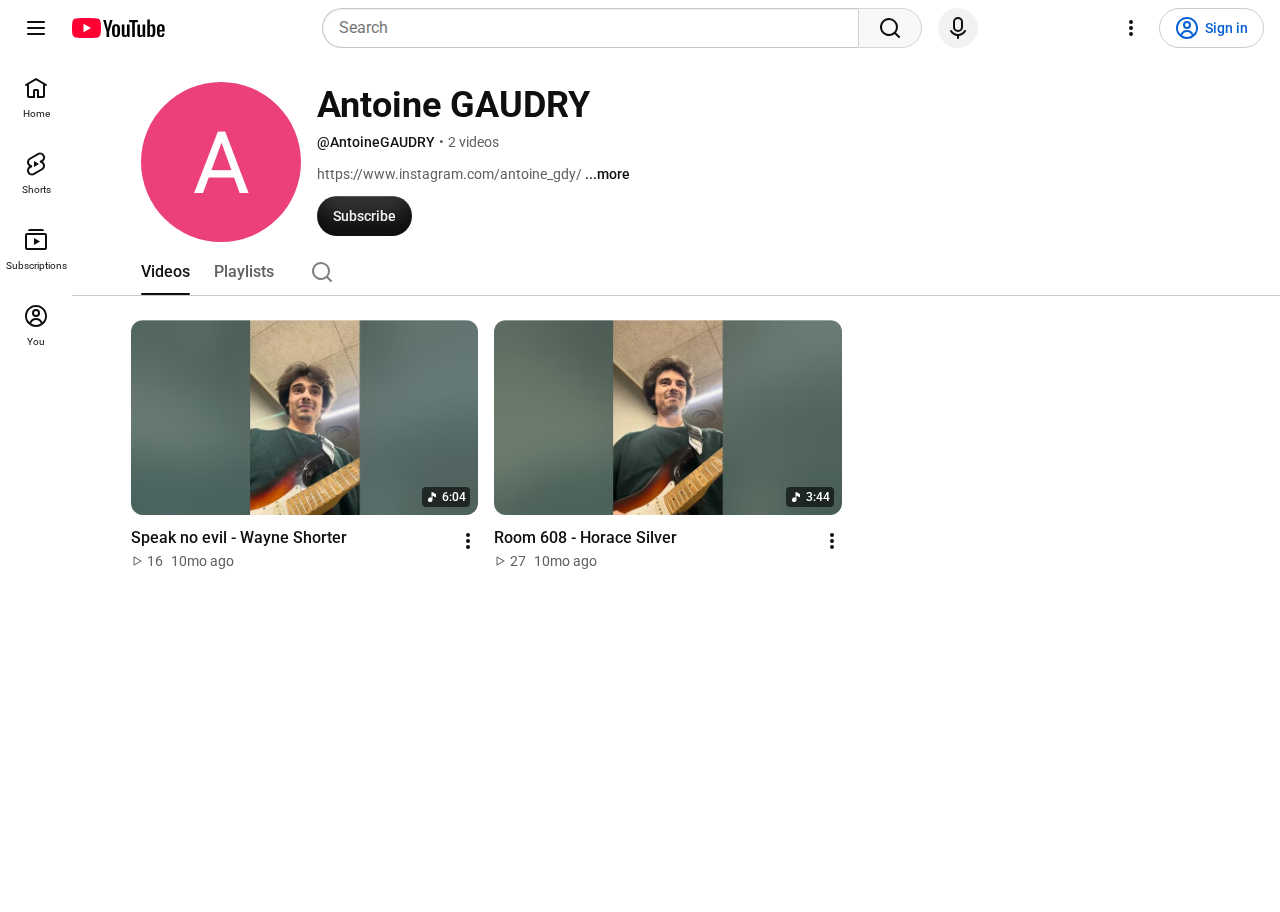 YouTube
Search
Sign in
Home
Shorts
Subscriptions
You
A
Antoine GAUDRY
@AntoineGAUDRY • 2 videos
https://www.instagram.com/antoine_gdy/ ...more
Subscribe
Videos Playlists
6:04
3:44
Speak no evil - Wayne Shorter
16 10mo ago
Room 608 - Horace Silver
27 10mo ago